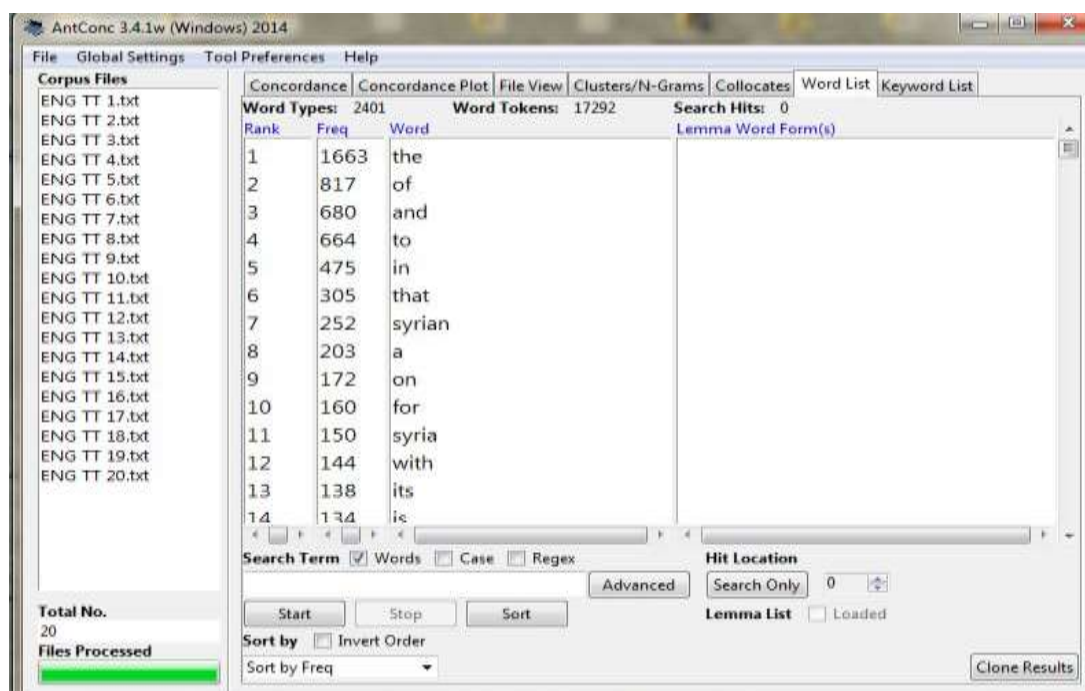 AntConc 3.4.1w (Windows) 2014
File Global Settings Tool Preferences Help
Corpus Files
ENG TT 1.txt
ENG TT 2.txt
ENG TT 3.txt
ENG TT 4.txt
ENG TT 5.txt
ENG TT 6.txt
ENG TT 7.txt
ENG TT 8.txt
ENG TT 9.txt
ENG TT 10.txt
ENG TT 11.txt
ENG TT 12.txt
ENG TT 13.txt
ENG TT 14.txt
ENG TT 15.txt
ENG TT 16.txt
ENG TT 17.txt
ENG TT 18.txt
ENG TT 19.txt
ENG TT 20.txt
Total No.
20
Files Processed
Concordance Concordance Plot File View Clusters/N-Grams Collocates Word List Keyword List
Word Types: 2401 Word Tokens: 17292 Search Hits: 0
Rank Freq Word Lemma Word Form(s)
1 1663 the
2 817 of
3 680 and
4 664 to
5 475 in
6 305 that
7 252 syrian
8 203 a
9 172 on
10 160 for
11 150 syria
12 144 with
13 138 its
14 134 is
Search Term Words Case Regex Hit Location
Advanced Search Only 0
Start Stop Sort Lemma List Loaded
Sort by Invert Order
Sort by Freq Clone Results